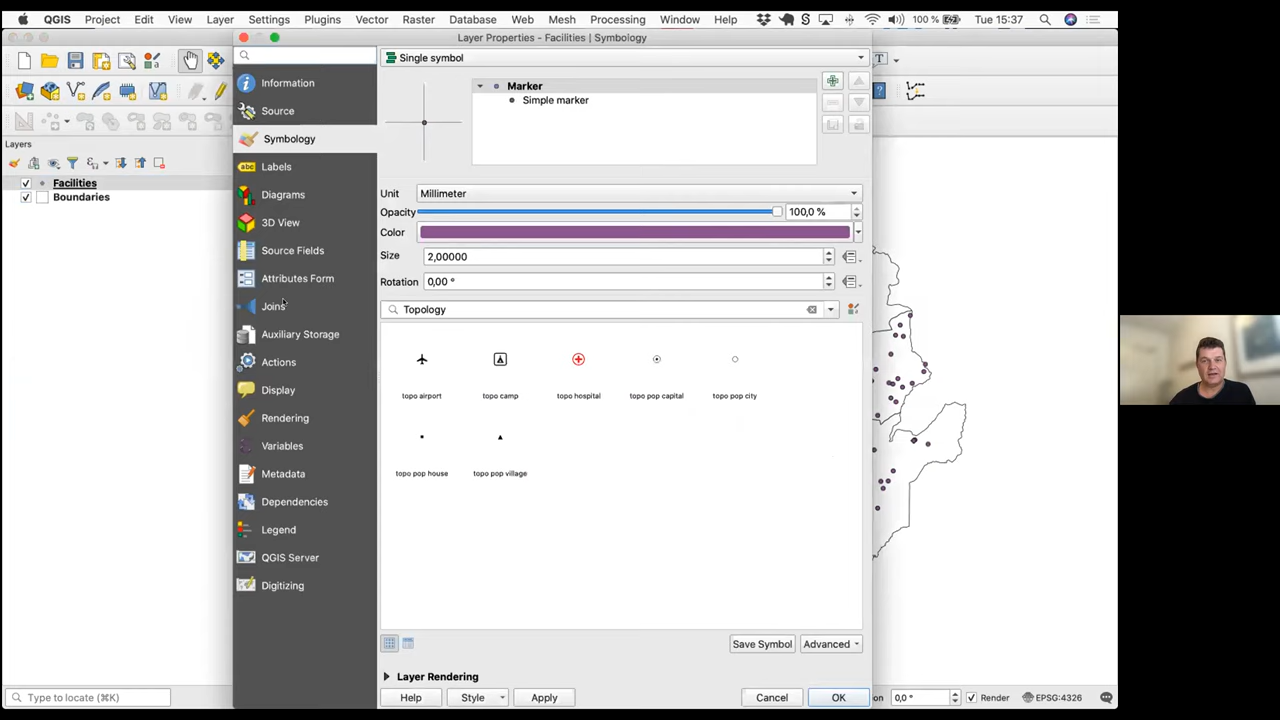 QGIS Project Edit View Layer Settings Plugins Vector Raster Database Web Mesh Processing Window Help 100 % Tue 15:37
Layer Properties - Facilities | Symbology
Information
Source
Symbology
Labels
Diagrams
3D View
Source Fields
Attributes Form
Joins
Auxiliary Storage
Actions
Display
Rendering
Variables
Metadata
Dependencies
Legend
QGIS Server
Digitizing
Layers
Facilities
Boundaries
Single symbol
Marker
Simple marker
Unit Millimeter
Opacity 100,0 %
Color
Size 2,00000
Rotation 0,00 °
Topology
topo airport topo camp topo hospital topo pop capital topo pop city
topo pop house topo pop village
Save Symbol Advanced
Layer Rendering
Help Style Apply Cancel OK
Type to locate (⌘K)
0,0 ° Render EPSG:4326